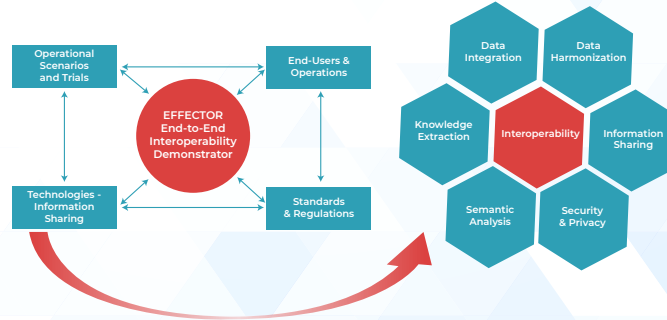 Operational
Scenarios
and Trials
End-Users &
Operations
EFFECTOR
End-to-End
Interoperability
Demonstrator
Technologies -
Information
Sharing
Standards
& Regulations
Data
Integration
Data
Harmonization
Knowledge
Extraction
Interoperability
Information
Sharing
Semantic
Analysis
Security
& Privacy